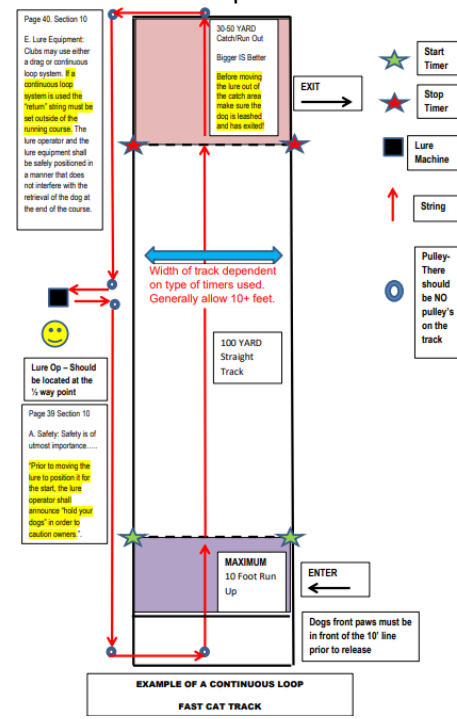 Page 40. Section 10
E. Lure Equipment:
Clubs may use either
a drag or continuous
loop system. If a
continuous loop
system is used the
"return" string must be
set outside of the
running course. The
lure operator and the
lure equipment shall
be safely positioned in
a manner that does
not interfere with the
retrieval of the dog at
the end of the course.
30-50 YARD
Catch/Run Out
Bigger IS Better
Before moving
the lure out of
the catch area
make sure the
dog is leashed
and has exited!
EXIT
Start
Timer
Stop
Timer
Lure
Machine
String
Pulley-
There
should
be NO
pulley's
on the
track
Width of track dependent
on type of timers used.
Generally allow 10+ feet.
100 YARD
Straight
Track
Lure Op – Should
be located at the
½ way point
Page 39 Section 10
A. Safety: Safety is of
utmost importance.....
"Prior to moving the
lure to position it for
the start, the lure
operator shall
announce "hold your
dogs" in order to
caution owners.".
MAXIMUM
10 Foot Run
Up
ENTER
Dogs front paws must be
in front of the 10' line
prior to release
EXAMPLE OF A CONTINUOUS LOOP
FAST CAT TRACK